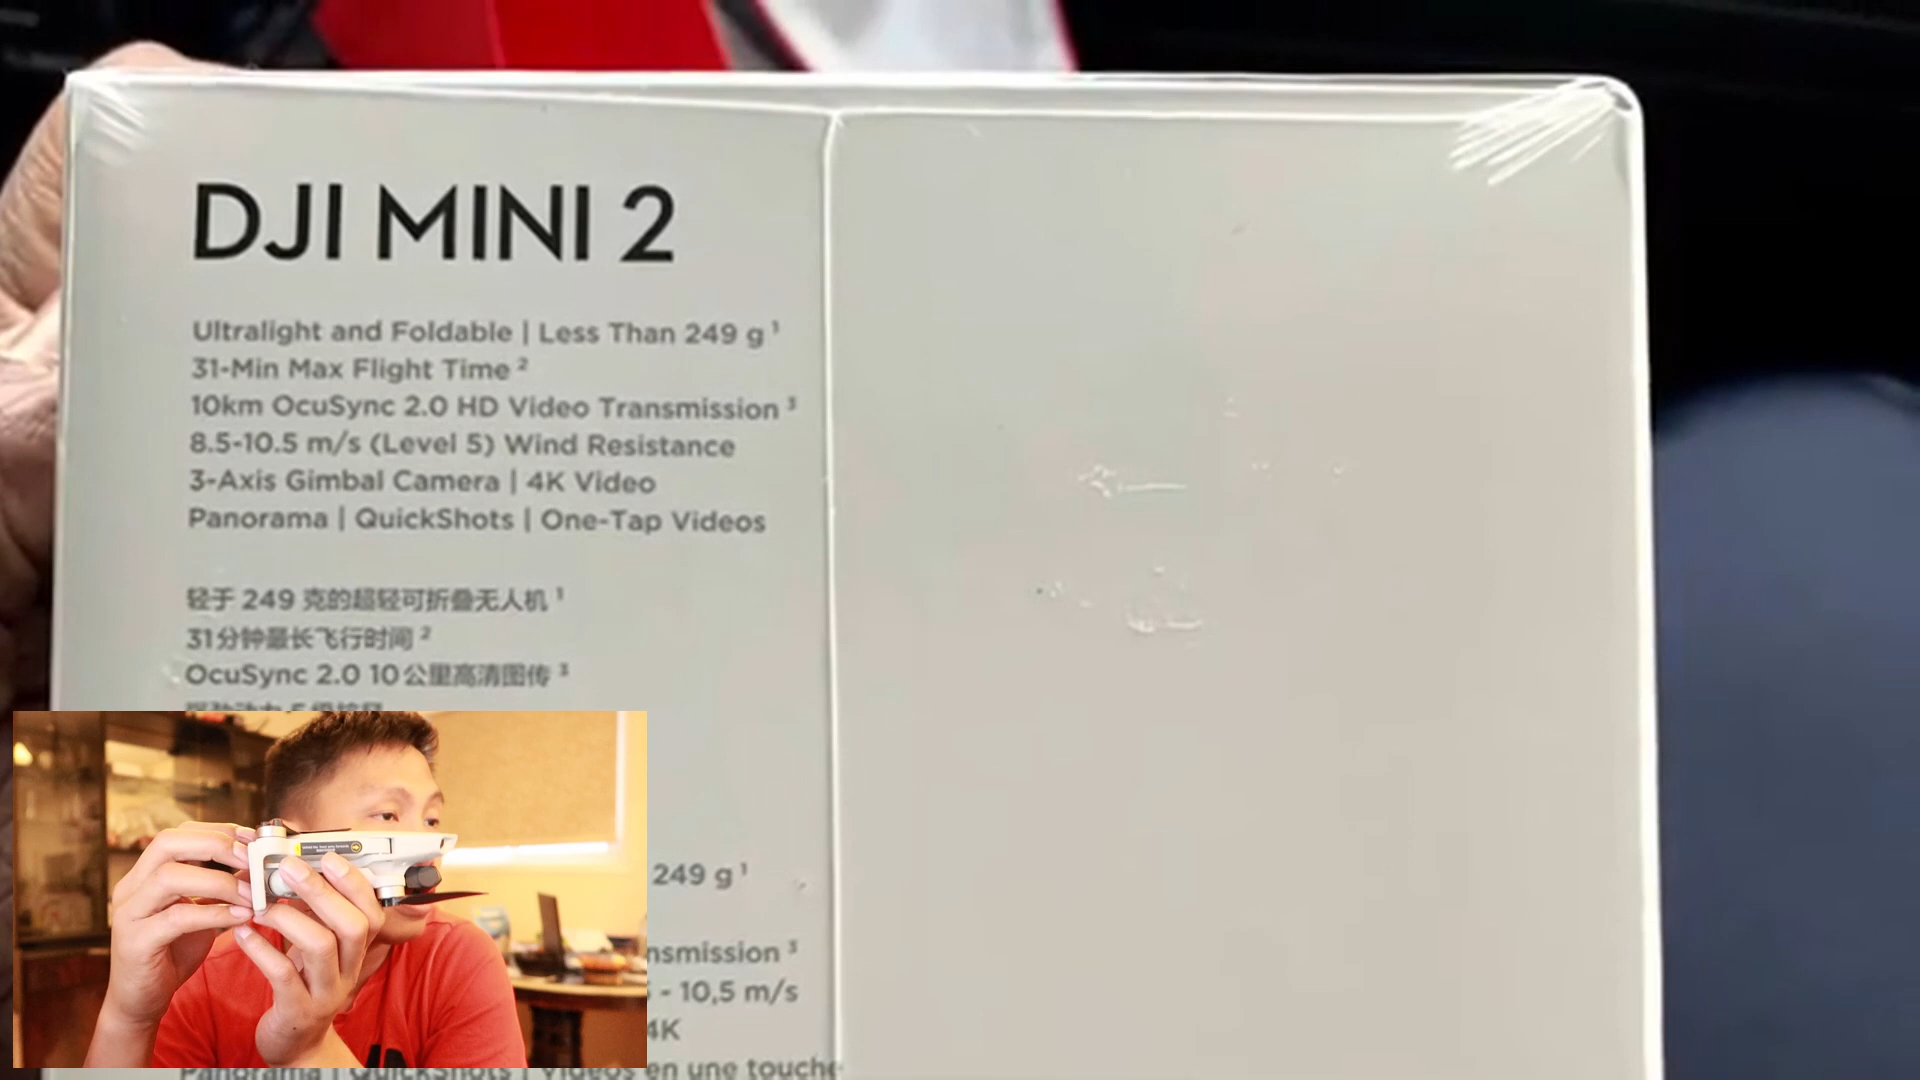 DJI MINI 2
Ultralight and Foldable | Less Than 249 g ¹
31-Min Max Flight Time ²
10km OcuSync 2.0 HD Video Transmission ³
8.5-10.5 m/s (Level 5) Wind Resistance
3-Axis Gimbal Camera | 4K Video
Panorama | QuickShots | One-Tap Videos
轻于 249 克的超轻可折叠无人机 ¹
31分钟最长飞行时间 ²
OcuSync 2.0 10公里高清图传 ³
249 g ¹
nsmission ³
- 10,5 m/s
4K
Panorama | QuickShots | Vidéos en une touche